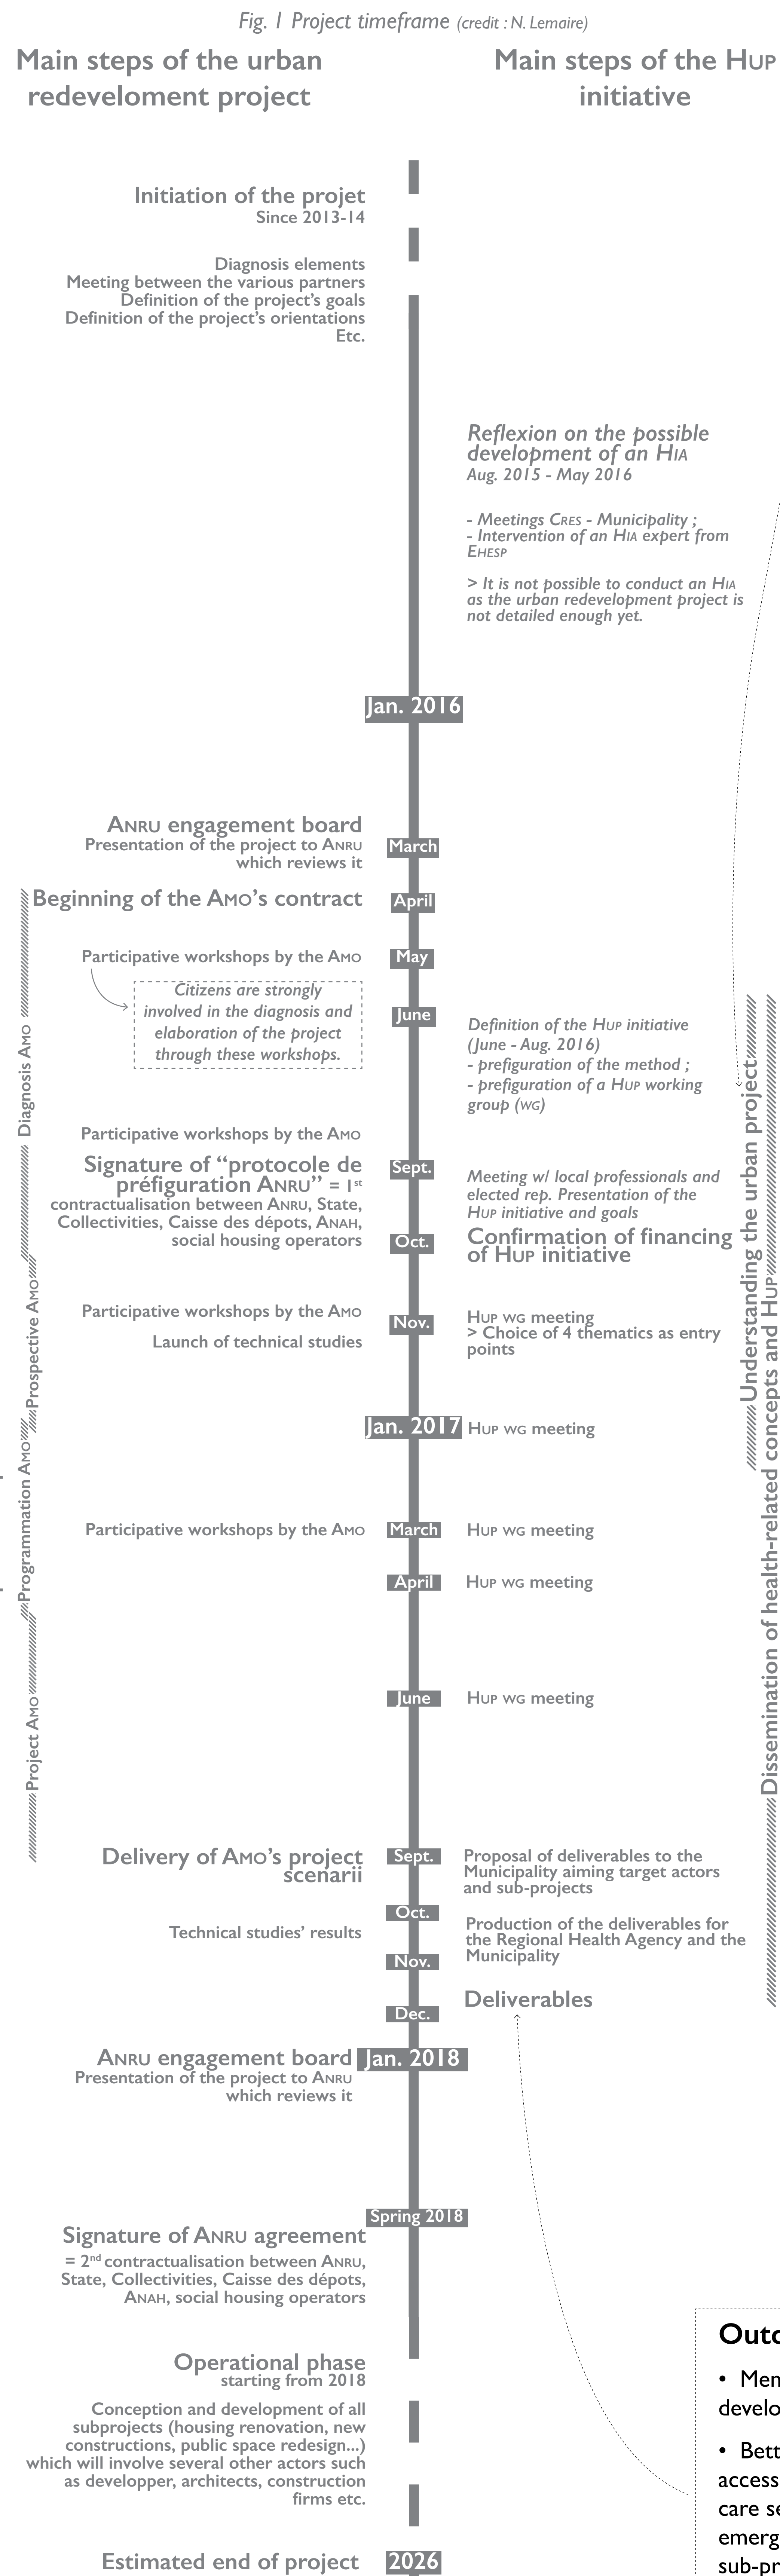 Fig. 1 Project timeframe (credit : N. Lemaire)
Main steps of the urban
redeveloment project
Main steps of the HUP
initiative
Initiation of the projet
Since 2013-14
Diagnosis elements
Meeting between the various partners
Definition of the project's goals
Definition of the project's orientations
Etc.
Reflexion on the possible
development of an HIA
Aug. 2015 - May 2016
- Meetings CRES - Municipality ;
- Intervention of an HIA expert from
EHESP
> It is not possible to conduct an HIA
as the urban redevelopment project is
not detailed enough yet.
Jan. 2016
ANRU engagement board
Presentation of the project to ANRU
which reviews it
March
Beginning of the AMO's contract
April
Participative workshops by the AMO
May
Citizens are strongly
involved in the diagnosis and
elaboration of the project
through these workshops.
June
Definition of the HUP initiative
(June - Aug. 2016)
- prefiguration of the method ;
- prefiguration of a HUP working
group (WG)
Diagnosis AMO
Participative workshops by the AMO
Signature of “protocole de
préfiguration ANRU” = 1st
contractualisation between ANRU, State,
Collectivities, Caisse des dépots, ANAH,
social housing operators
Sept.
Meeting w/ local professionals and
elected rep. Presentation of the
HUP initiative and goals
Oct.
Confirmation of financing
of HUP initiative
Understanding the urban project
Prospective AMO
Participative workshops by the AMO
Launch of technical studies
Nov.
HUP WG meeting
> Choice of 4 thematics as entry
points
Jan. 2017
HUP WG meeting
Dissemination of health-related concepts and HUP
Programmation AMO
Participative workshops by the AMO
March
HUP WG meeting
April
HUP WG meeting
June
HUP WG meeting
Project AMO
Delivery of AMO's project
scenarii
Sept.
Proposal of deliverables to the
Municipality aiming target actors
and sub-projects
Oct.
Technical studies' results
Production of the deliverables for
the Regional Health Agency and the
Municipality
Nov.
Deliverables
Dec.
ANRU engagement board
Presentation of the project to ANRU
which reviews it
Jan. 2018
Spring 2018
Signature of ANRU agreement
= 2nd contractualisation between ANRU,
State, Collectivities, Caisse des dépots,
ANAH, social housing operators
Operational phase
starting from 2018
Conception and development of all
subprojects (housing renovation, new
constructions, public space redesign...)
which will involve several other actors such
as developper, architects, construction
firms etc.
Estimated end of project
2026
•
develo
• Bett
access
care se
emerg
sub-pr